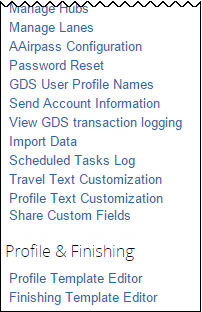 Manage Hubs
Manage Lanes
AAirpass Configuration
Password Reset
GDS User Profile Names
Send Account Information
View GDS transaction logging
Import Data
Scheduled Tasks Log
Travel Text Customization
Profile Text Customization
Share Custom Fields
Profile & Finishing
Profile Template Editor
Finishing Template Editor